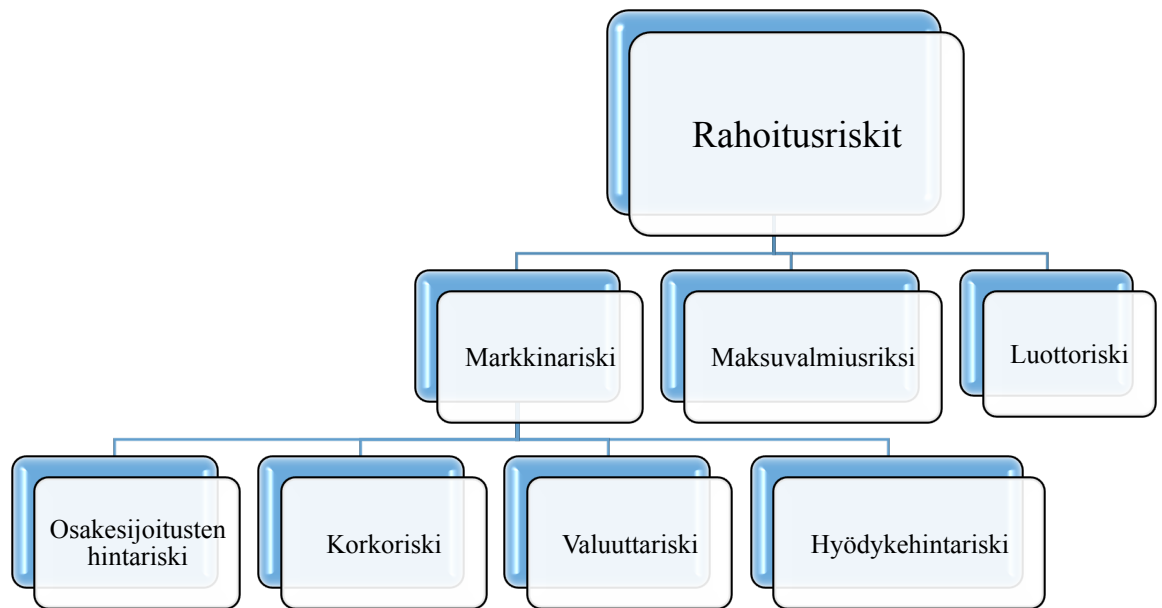 Rahoitusriskit
Markkinariski
Maksuvalmiusriksi
Luottoriski
Osakesijoitusten
hintariski
Korkoriski
Valuuttariski
Hyödykehintariski